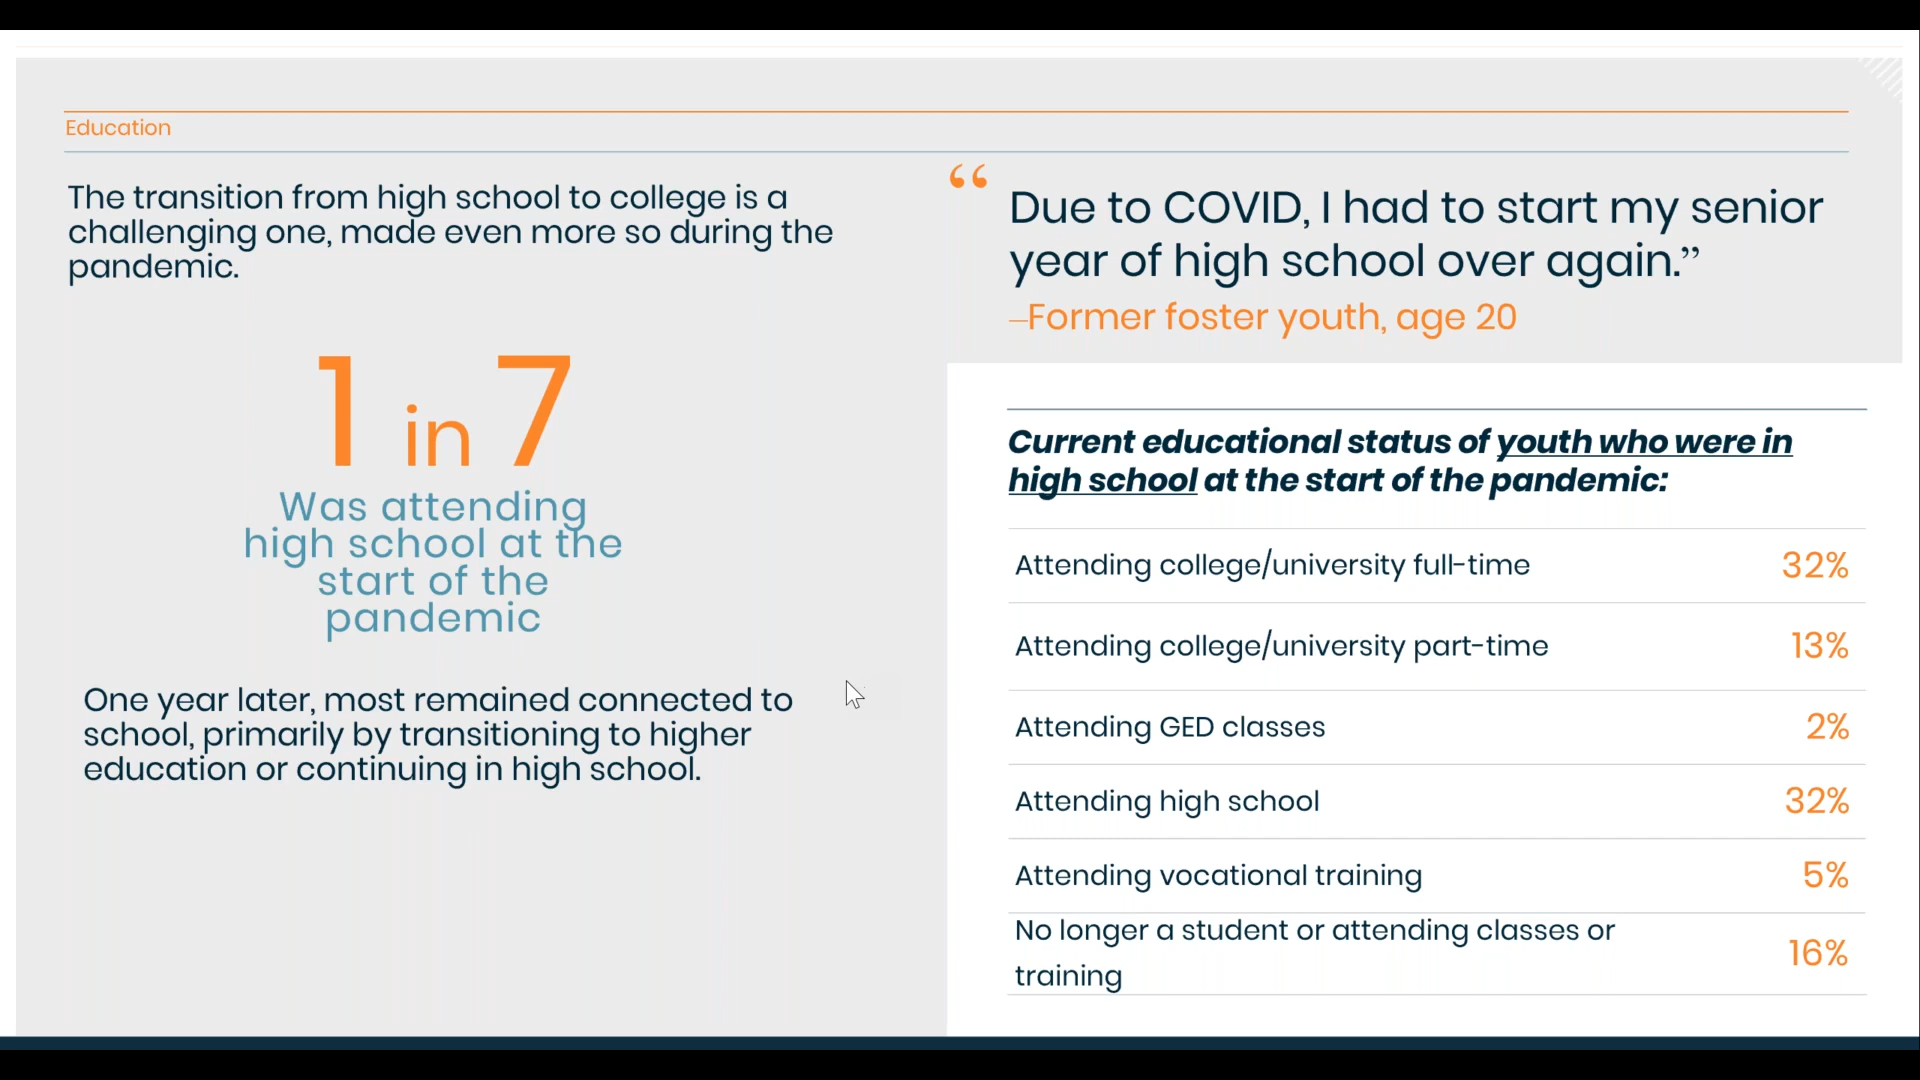 Education
The transition from high school to college is a
challenging one, made even more so during the
pandemic.
1 in 7
Was attending
high school at the
start of the
pandemic
One year later, most remained connected to
school, primarily by transitioning to higher
education or continuing in high school.
“ Due to COVID, I had to start my senior
year of high school over again.”
–Former foster youth, age 20
Current educational status of youth who were in
high school at the start of the pandemic:
Attending college/university full-time 32%
Attending college/university part-time 13%
Attending GED classes 2%
Attending high school 32%
Attending vocational training 5%
No longer a student or attending classes or
training 16%